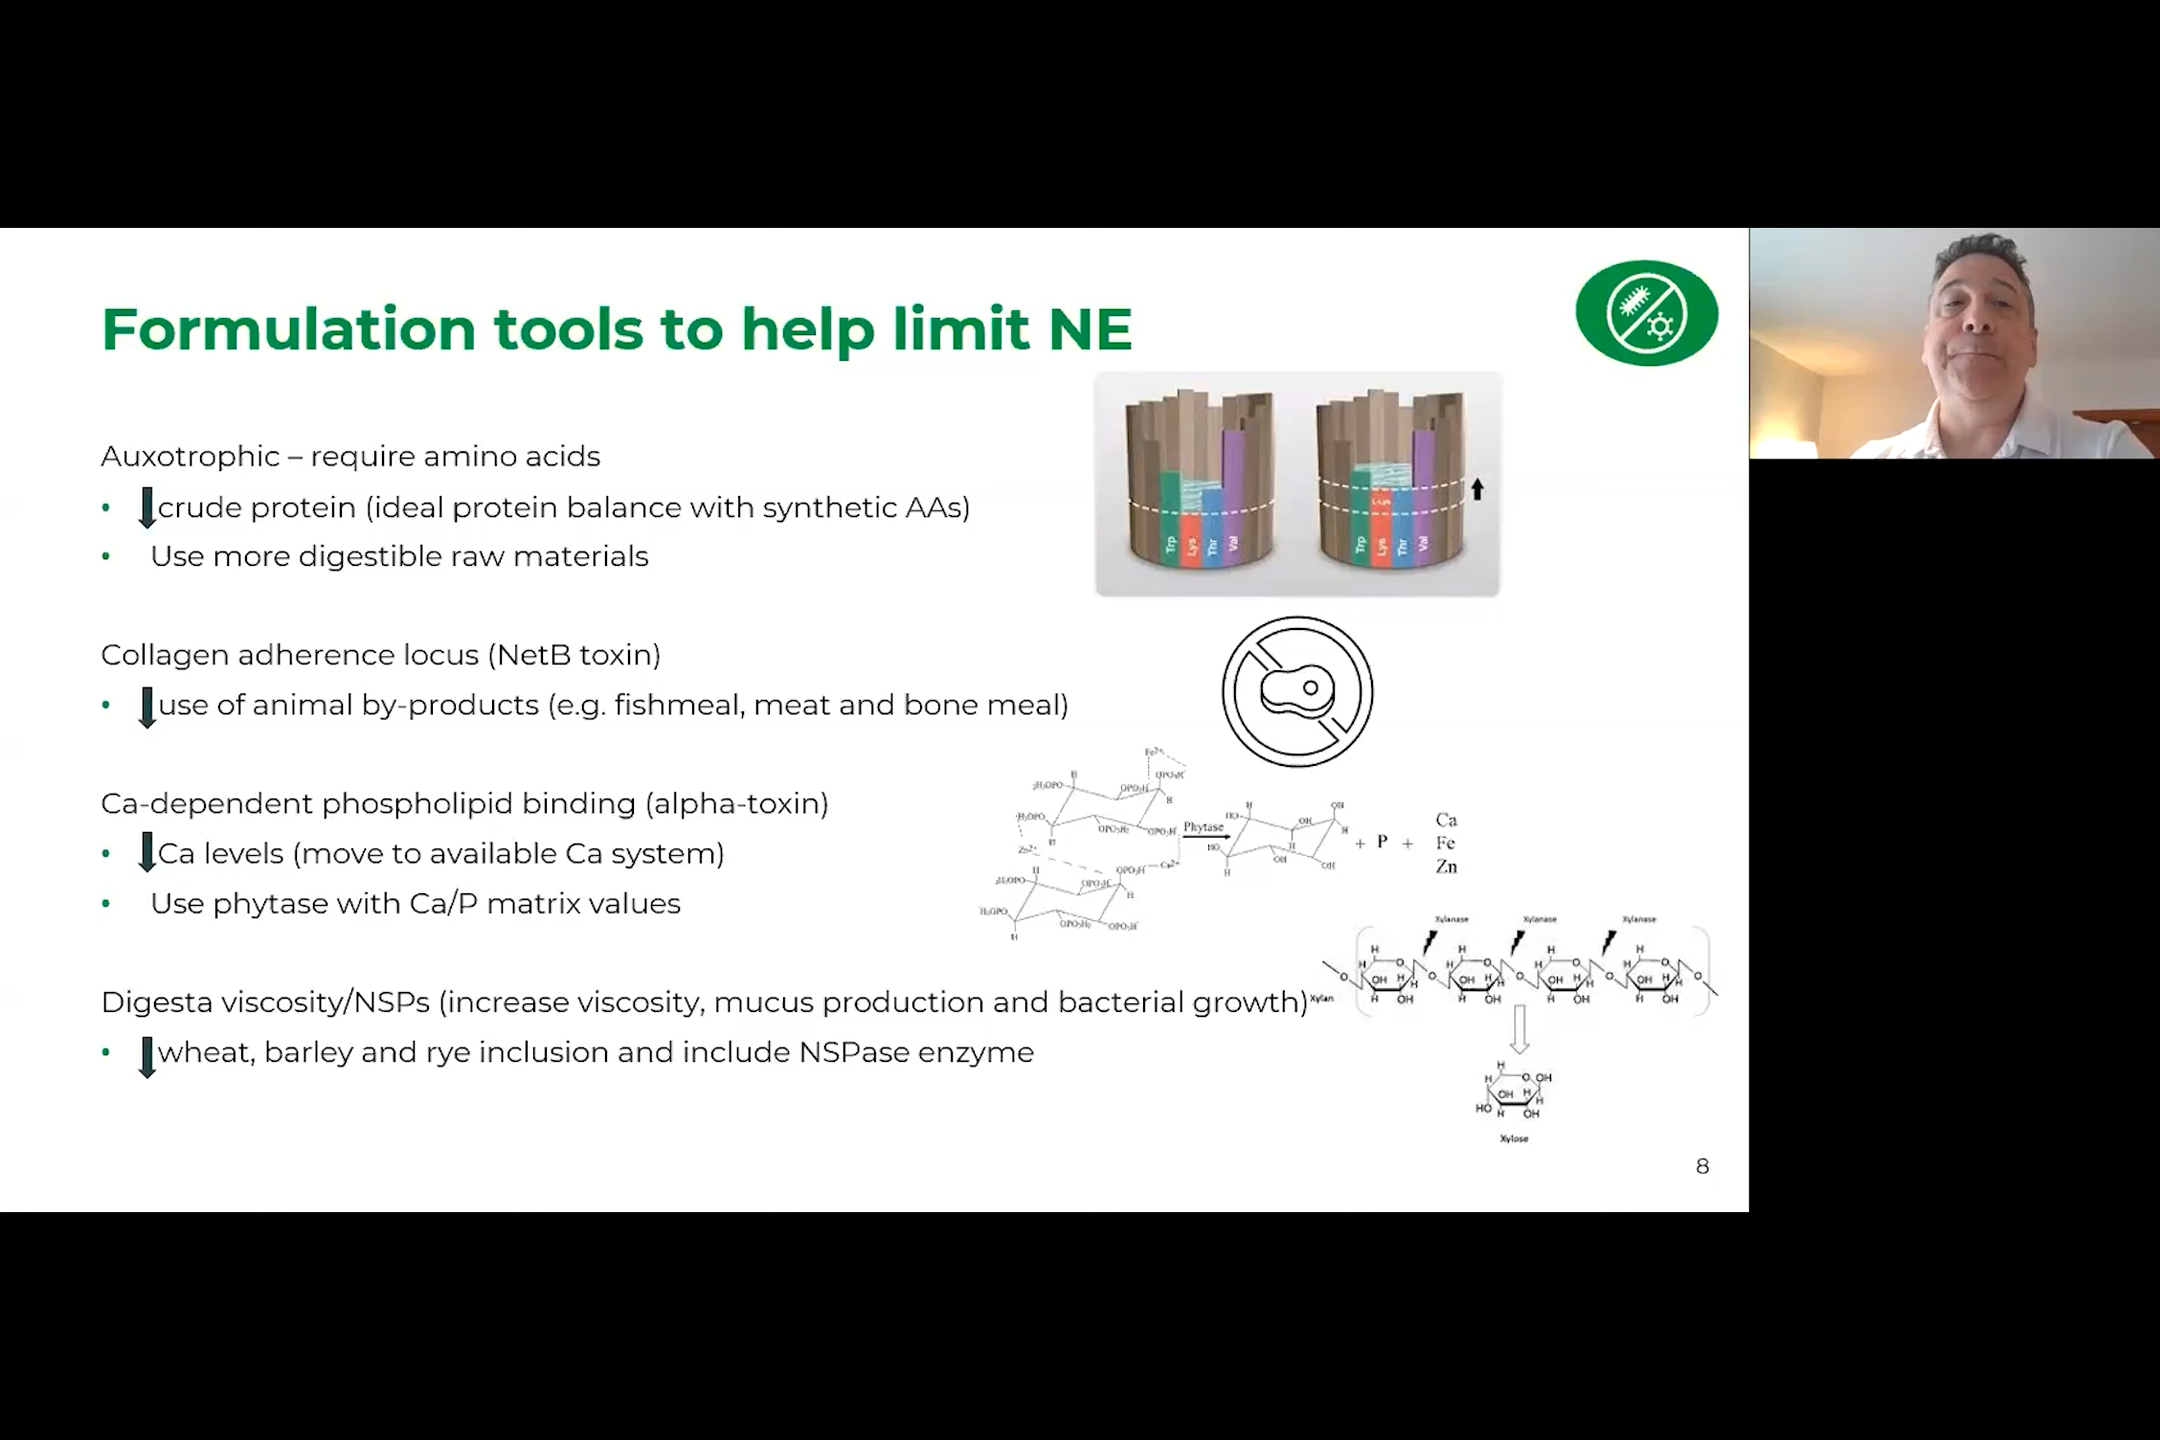 Formulation tools to help limit NE
Auxotrophic – require amino acids
• crude protein (ideal protein balance with synthetic AAs)
• Use more digestible raw materials
Trp Lys Thr Val
Trp L-Lys Lys Thr Val
Collagen adherence locus (NetB toxin)
• use of animal by-products (e.g. fishmeal, meat and bone meal)
Ca-dependent phospholipid binding (alpha-toxin)
• Ca levels (move to available Ca system)
• Use phytase with Ca/P matrix values
Fe2+
Zn2+
Ca2+
Phytase
+ P +
Ca
Fe
Zn
Digesta viscosity/NSPs (increase viscosity, mucus production and bacterial growth)
• wheat, barley and rye inclusion and include NSPase enzyme
Xylanase Xylanase Xylanase
Xylan
Xylose
8